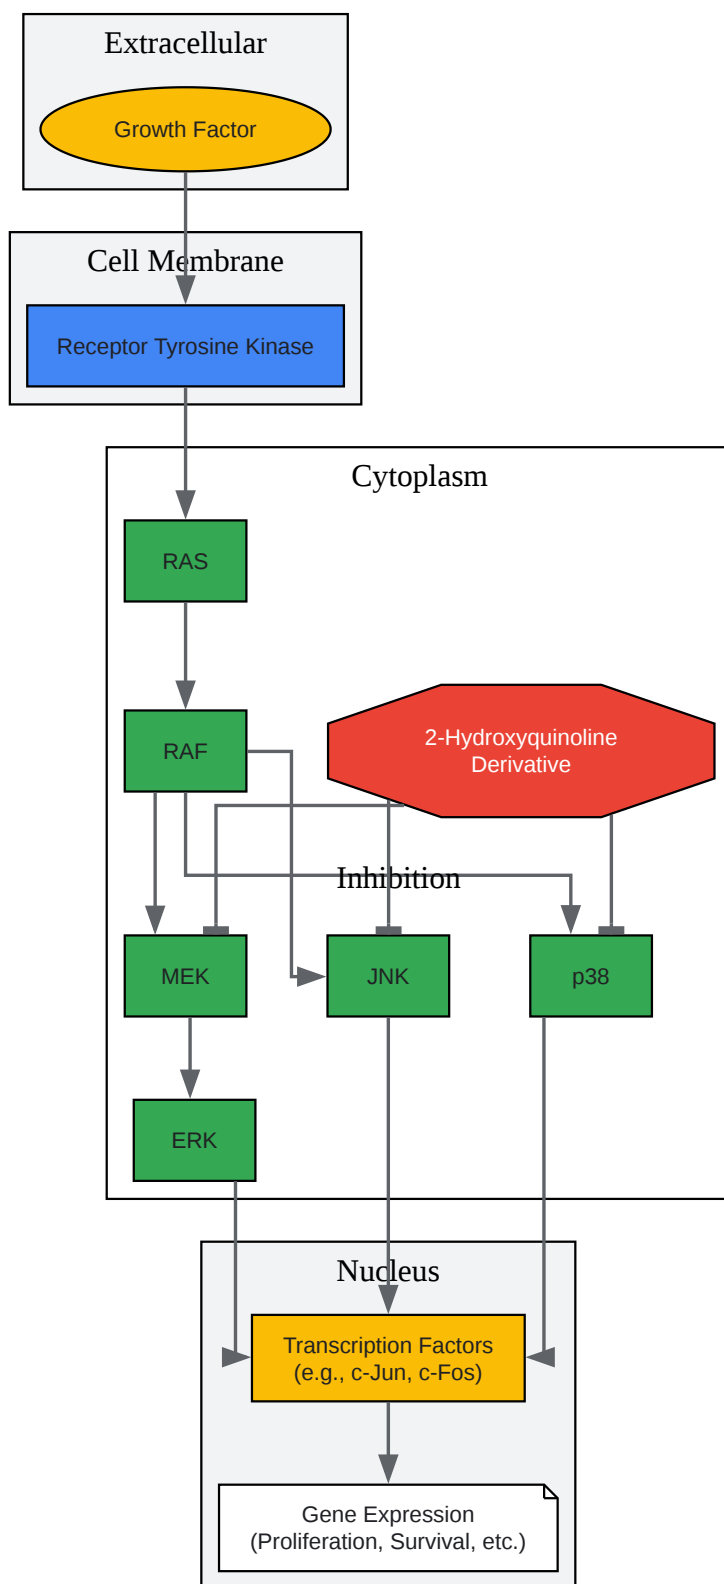 Extracellular
Growth Factor
Cell Membrane
Receptor Tyrosine Kinase
Cytoplasm
RAS
RAF
2-Hydroxyquinoline
Derivative
Inhibition
MEK
JNK
p38
ERK
Nucleus
Transcription Factors
(e.g., c-Jun, c-Fos)
Gene Expression
(Proliferation, Survival, etc.)